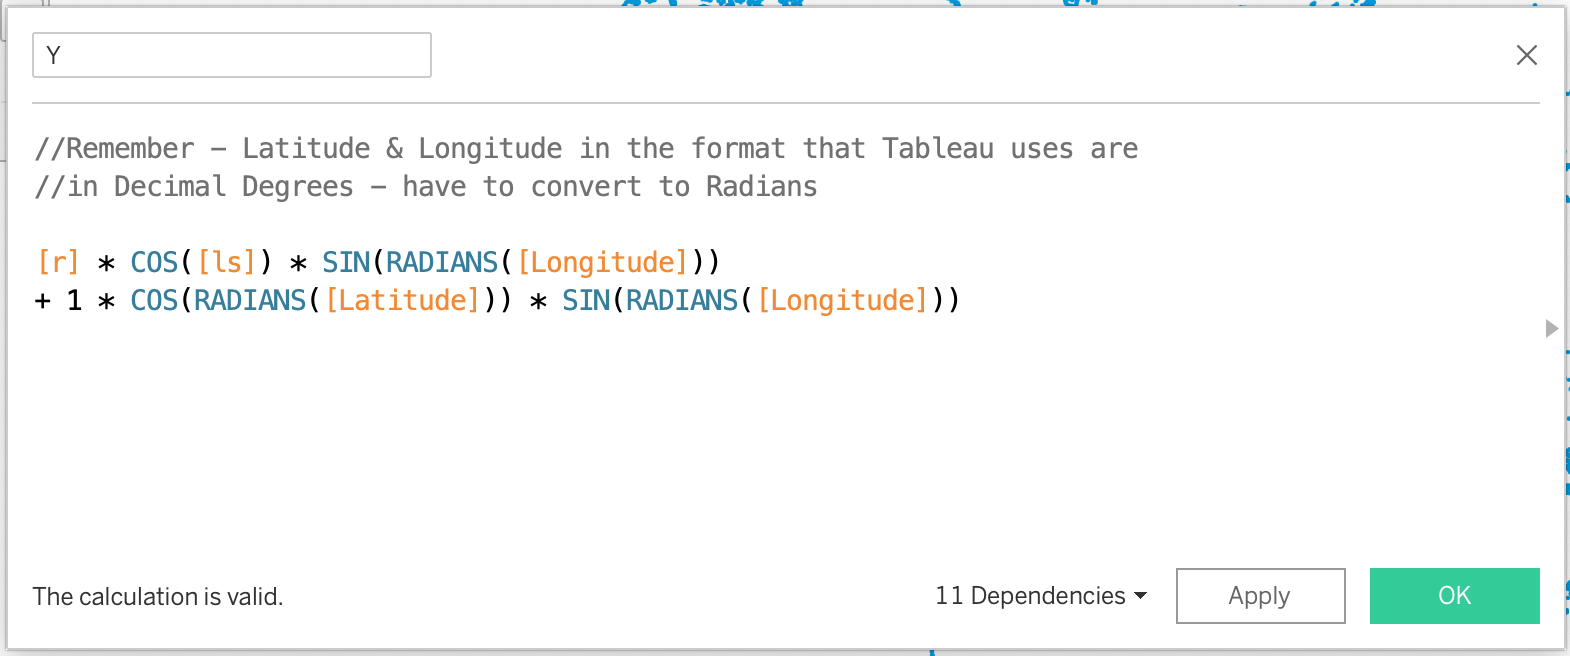 Y
//Remember – Latitude & Longitude in the format that Tableau uses are
//in Decimal Degrees – have to convert to Radians
[r] * COS([ls]) * SIN(RADIANS([Longitude]))
+ 1 * COS(RADIANS([Latitude])) * SIN(RADIANS([Longitude]))
The calculation is valid.
11 Dependencies
Apply
OK